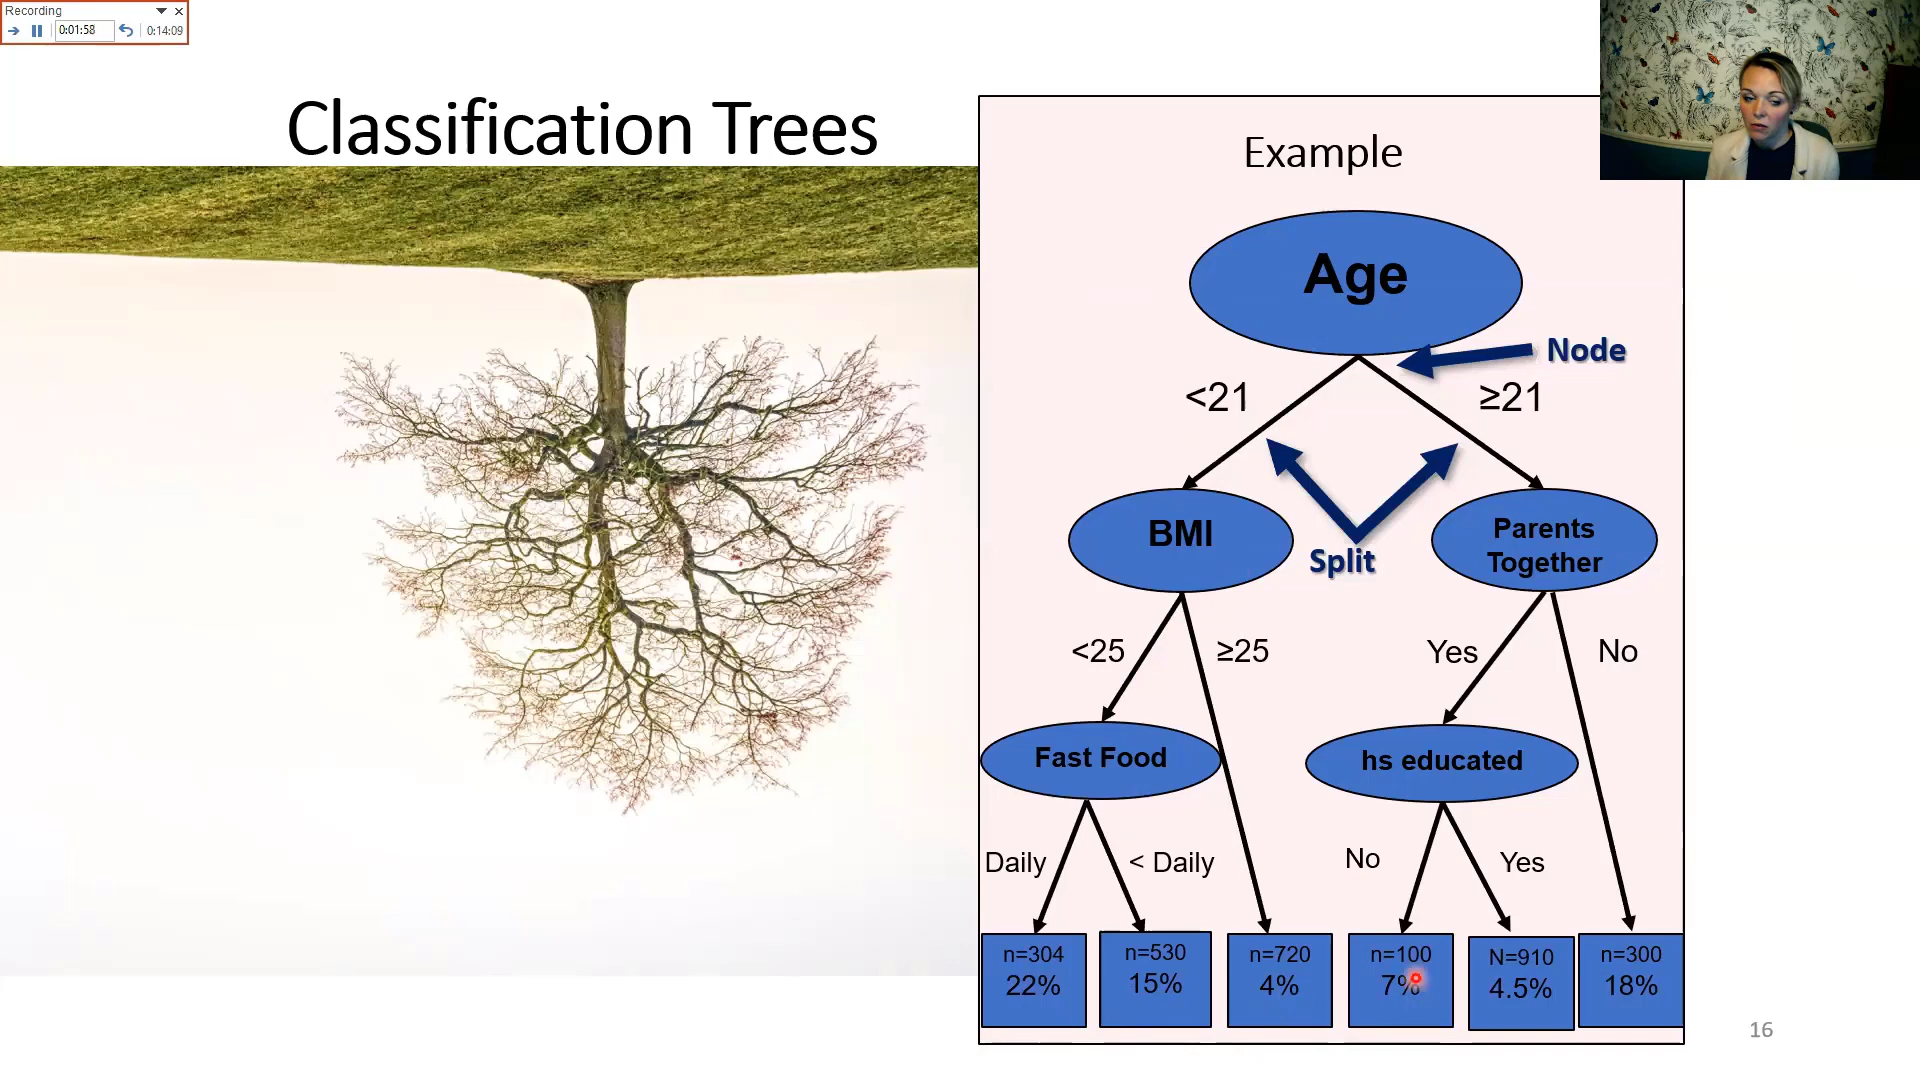 Recording
0:01:58
0:14:09
Classification Trees
Example
Age
Node
<21
≥21
BMI
Split
Parents
Together
<25
≥25
Yes
No
Fast Food
hs educated
Daily
< Daily
No
Yes
n=304
22%
n=530
15%
n=720
4%
n=100
7%
N=910
4.5%
n=300
18%
16